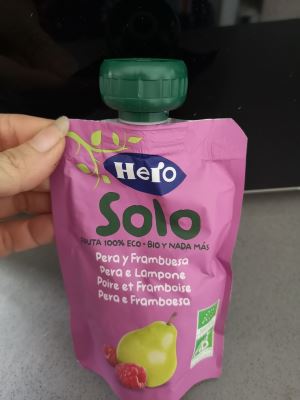 Hero
Solo
FRUTA 100% ECO • BIO Y NADA MÁS
Pera y Frambuesa
Pera e Lampone
Poire et Framboise
Pera e Framboesa